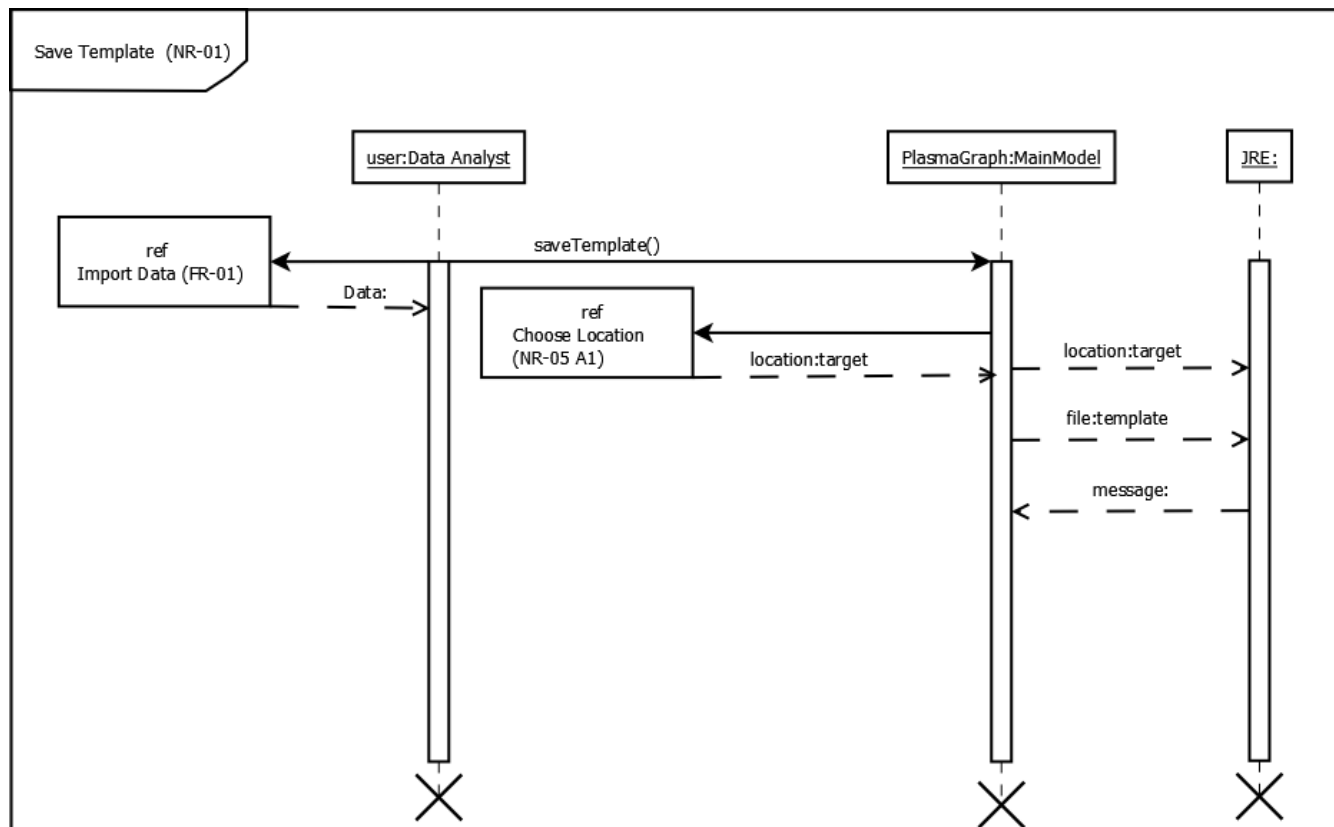 Save Template (NR-01)
user:Data Analyst
PlasmaGraph:MainModel
JRE:
saveTemplate()
ref
Import Data (FR-01)
Data:
ref
Choose Location
(NR-05 A1)
location:target
location:target
file:template
message: